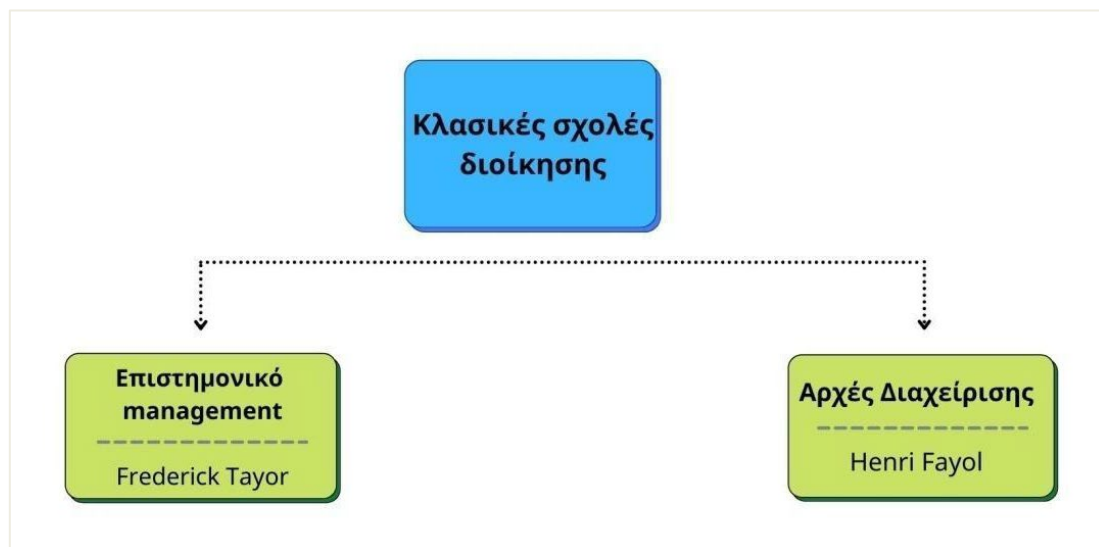 Κλασικές σχολές
διοίκησης
Επιστημονικό
management
Frederick Tayor
Αρχές Διαχείρισης
Henri Fayol